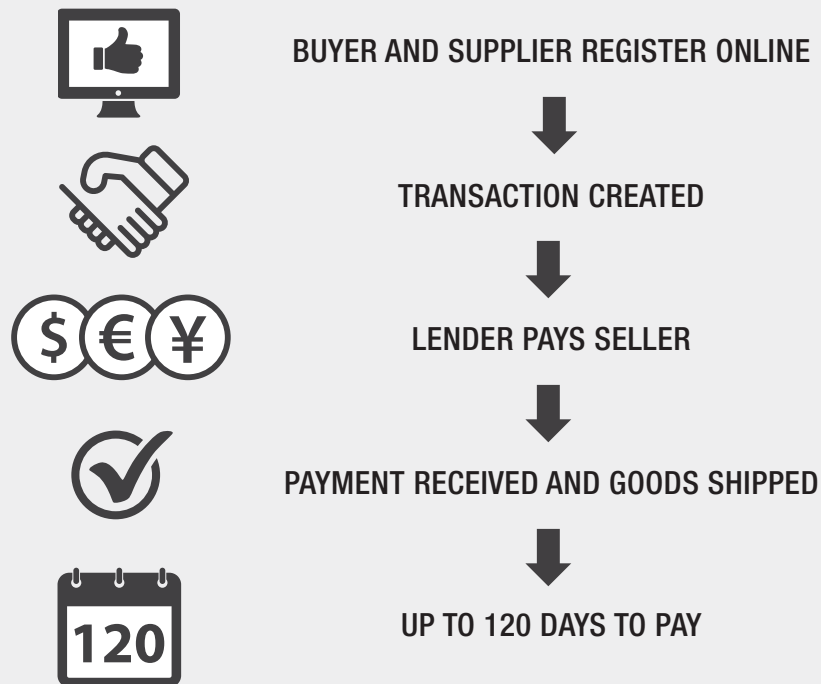 BUYER AND SUPPLIER REGISTER ONLINE
TRANSACTION CREATED
$ € ¥
LENDER PAYS SELLER
PAYMENT RECEIVED AND GOODS SHIPPED
120
UP TO 120 DAYS TO PAY